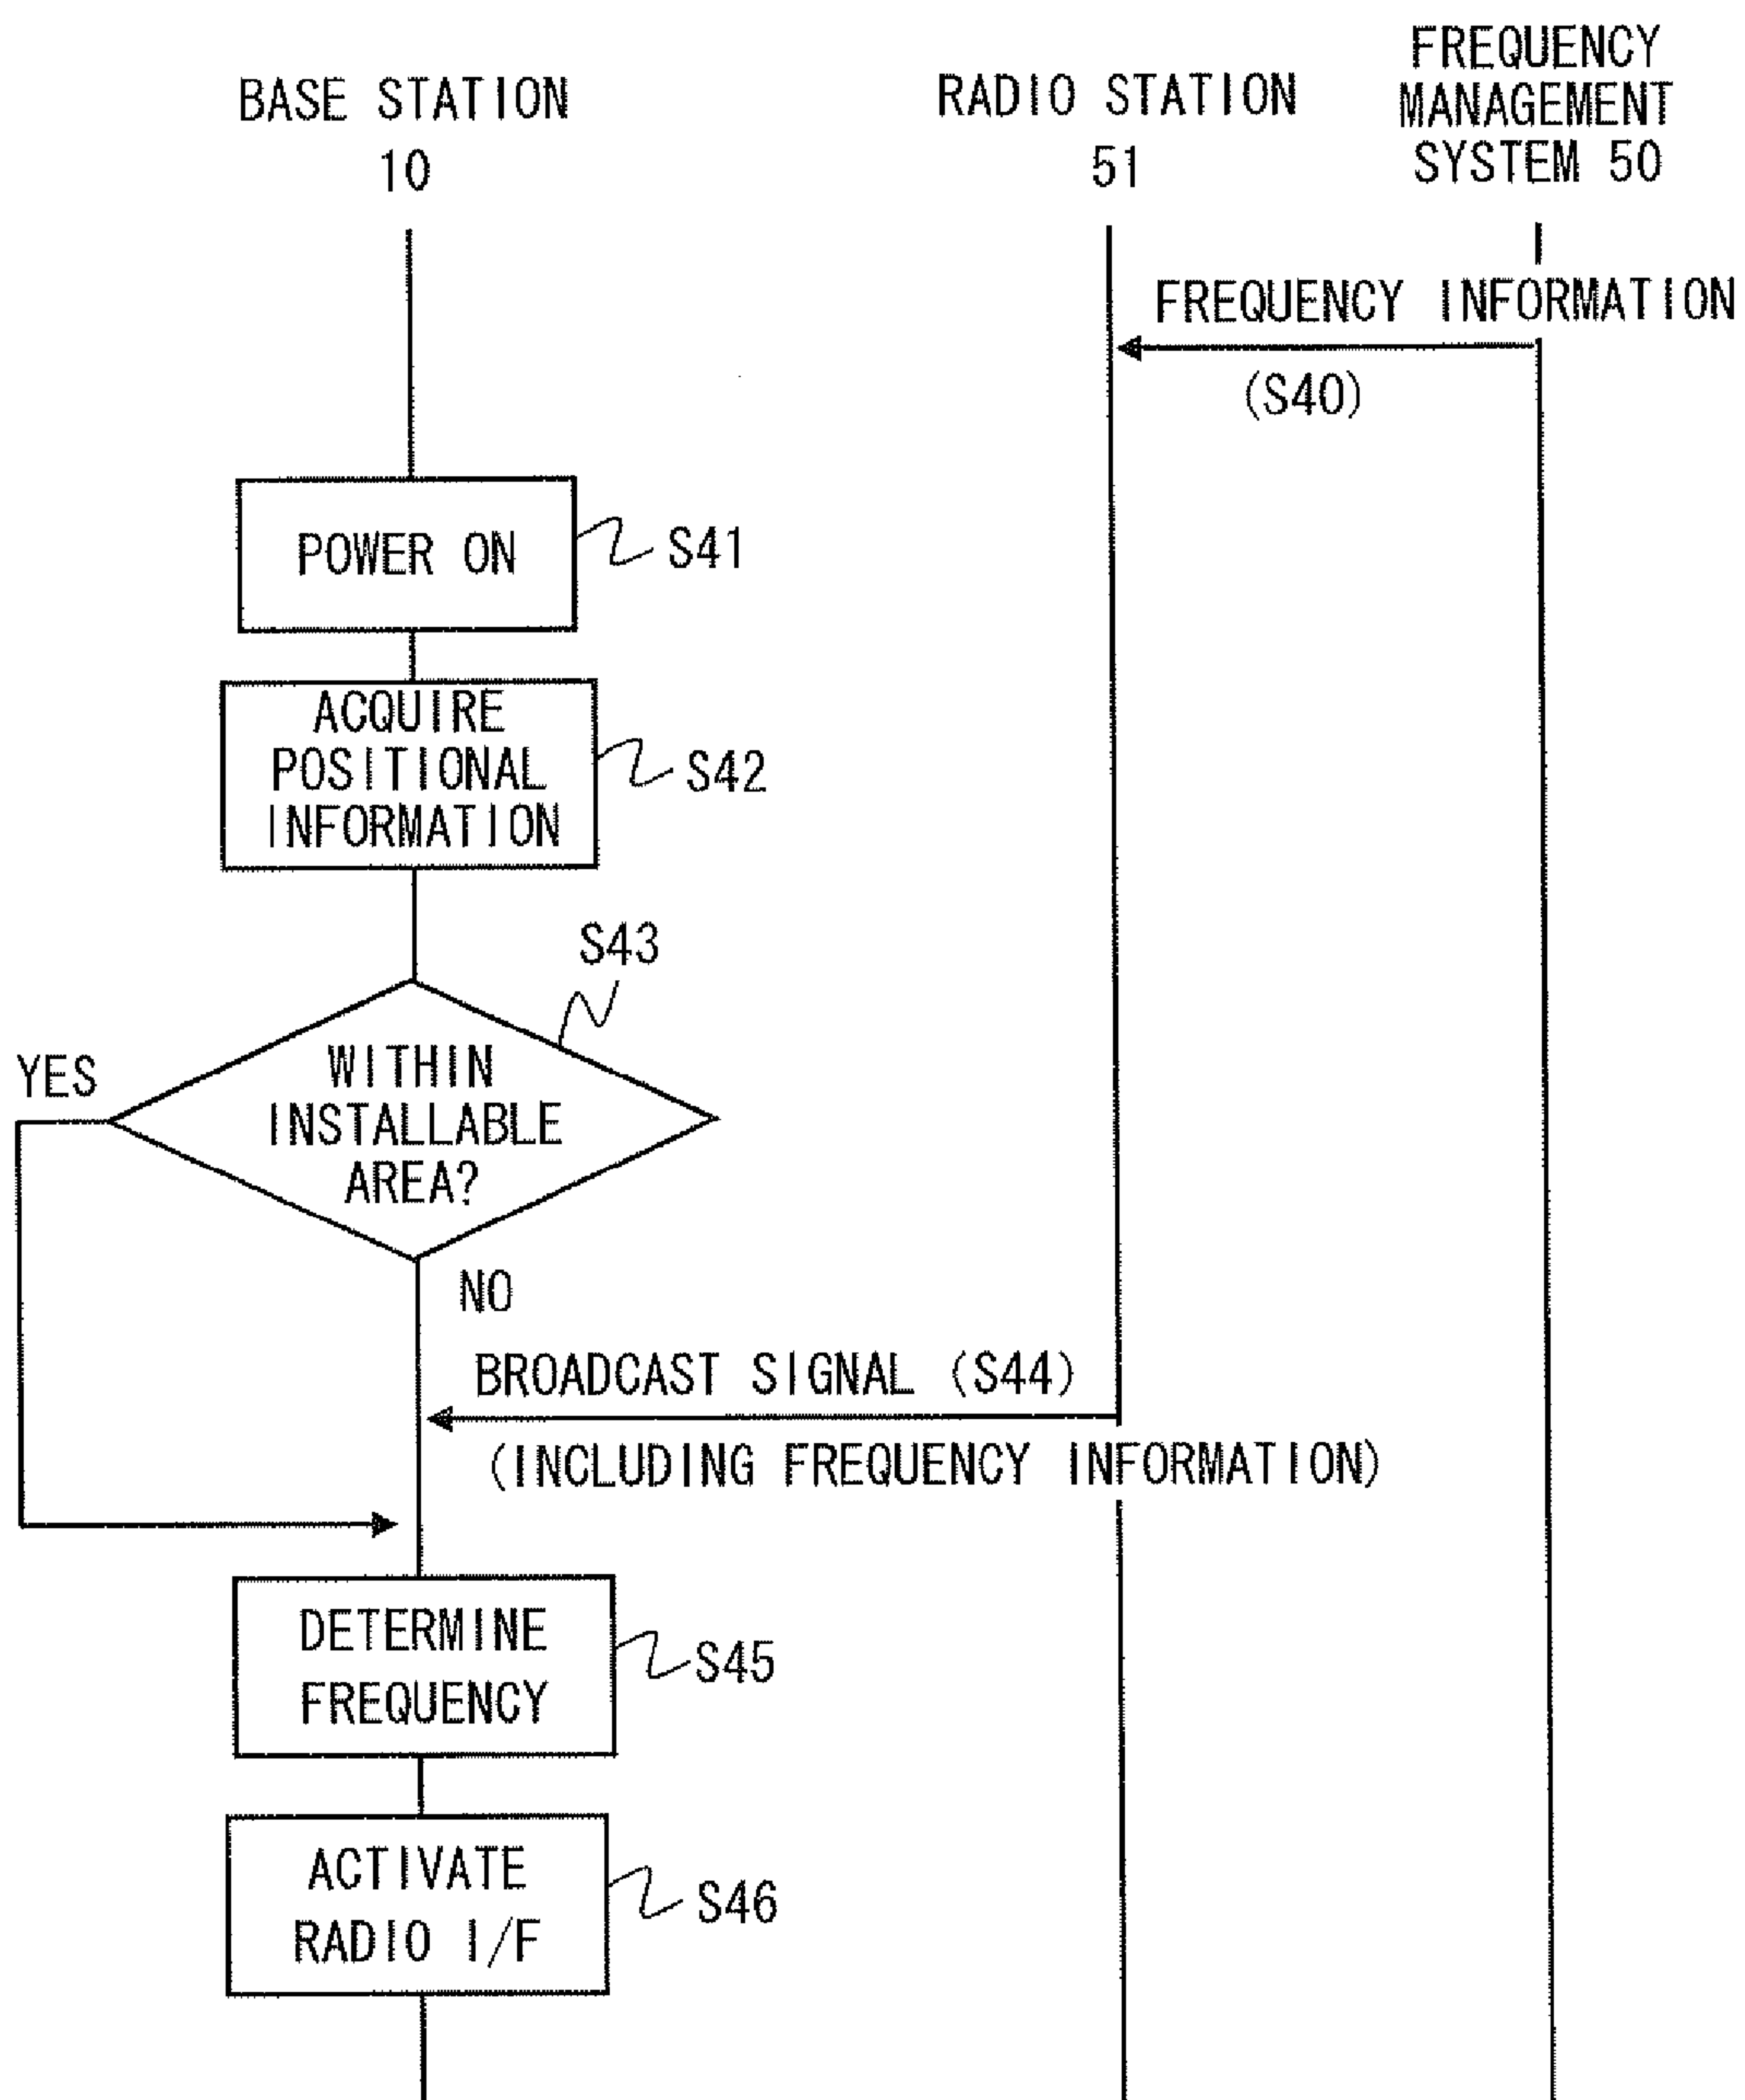 BASE STATION
10
RADIO STATION
51
FREQUENCY
MANAGEMENT
SYSTEM 50
FREQUENCY INFORMATION
(S40)
POWER ON
S41
ACQUIRE
POSITIONAL
INFORMATION
S42
S43
YES
WITHIN
INSTALLABLE
AREA?
NO
BROADCAST SIGNAL (S44)
(INCLUDING FREQUENCY INFORMATION)
DETERMINE
FREQUENCY
S45
ACTIVATE
RADIO I/F
S46